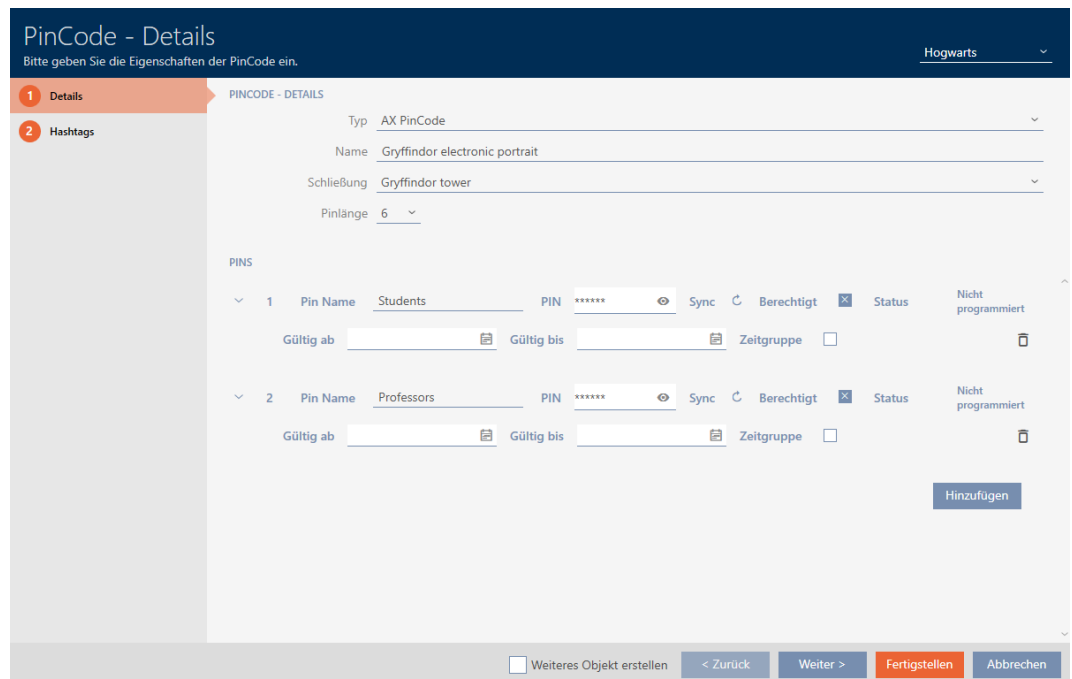 PinCode - Details
Bitte geben Sie die Eigenschaften der PinCode ein.
Hogwarts
1 Details
2 Hashtags
PINCODE - DETAILS
Typ AX PinCode
Name Gryffindor electronic portrait
Schließung Gryffindor tower
Pinlänge 6
PINS
1 Pin Name Students PIN ****** Sync Berechtigt Status Nicht programmiert
Gültig ab Gültig bis Zeitgruppe
2 Pin Name Professors PIN ****** Sync Berechtigt Status Nicht programmiert
Gültig ab Gültig bis Zeitgruppe
Hinzufügen
Weiteres Objekt erstellen < Zurück Weiter > Fertigstellen Abbrechen